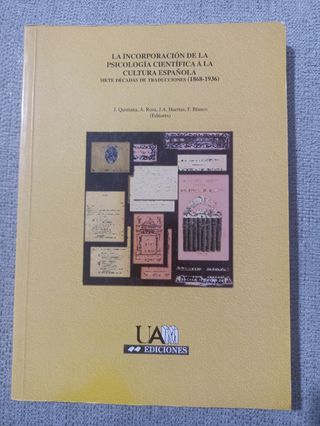 LA INCORPORACIÓN DE LA
PSICOLOGÍA CIENTÍFICA A LA
CULTURA ESPAÑOLA
SIETE DÉCADAS DE TRADUCCIONES (1868-1936)
J. Quintana, A. Rosa, J.A. Huertas, F. Blanco
(Editores)
UA
EDICIONES